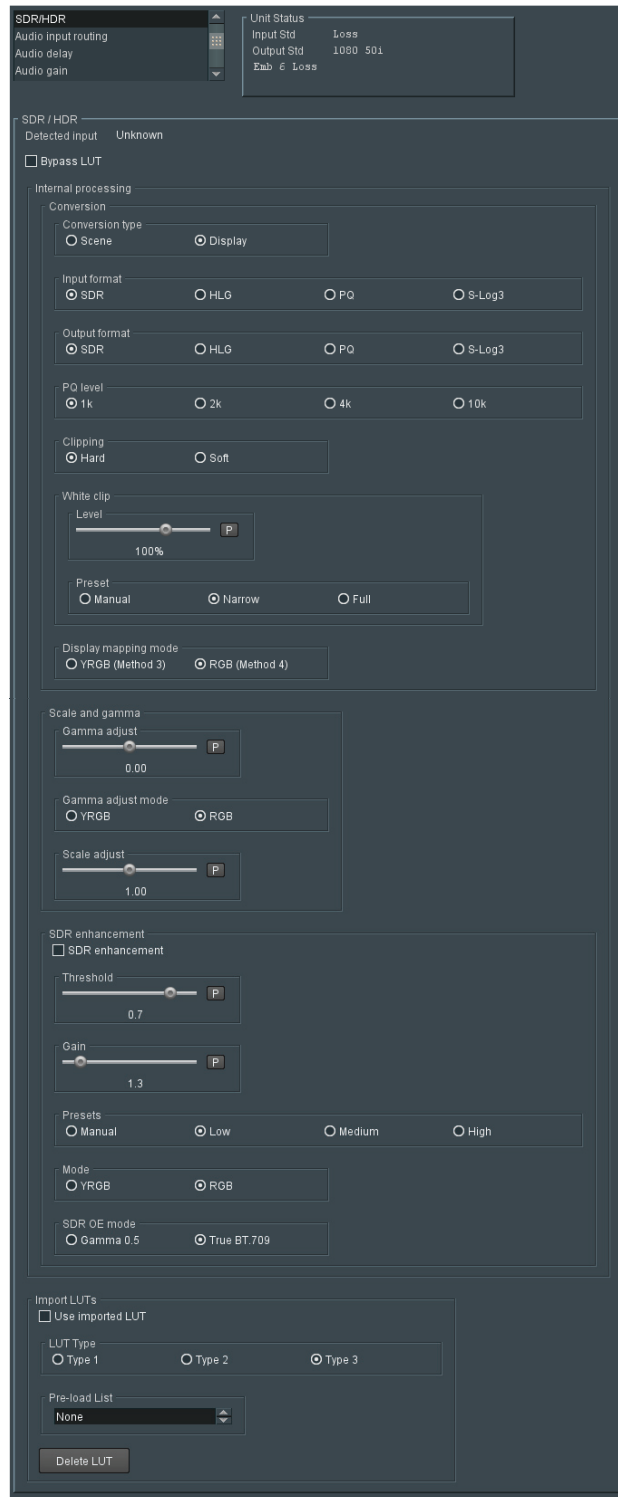 SDR/HDR
Audio input routing
Audio delay
Audio gain
Unit Status
Input Std Loss
Output Std 1080 50i
Emb 6 Loss
SDR / HDR
Detected input Unknown
Bypass LUT
Internal processing
Conversion
Conversion type
Scene Display
Input format
SDR HLG PQ S-Log3
Output format
SDR HLG PQ S-Log3
PQ level
1k 2k 4k 10k
Clipping
Hard Soft
White clip
Level
P
100%
Preset
Manual Narrow Full
Display mapping mode
YRGB (Method 3) RGB (Method 4)
Scale and gamma
Gamma adjust
P
0.00
Gamma adjust mode
YRGB RGB
Scale adjust
P
1.00
SDR enhancement
SDR enhancement
Threshold
P
0.7
Gain
P
1.3
Presets
Manual Low Medium High
Mode
YRGB RGB
SDR OE mode
Gamma 0.5 True BT.709
Import LUTs
Use imported LUT
LUT Type
Type 1 Type 2 Type 3
Pre-load List
None
Delete LUT